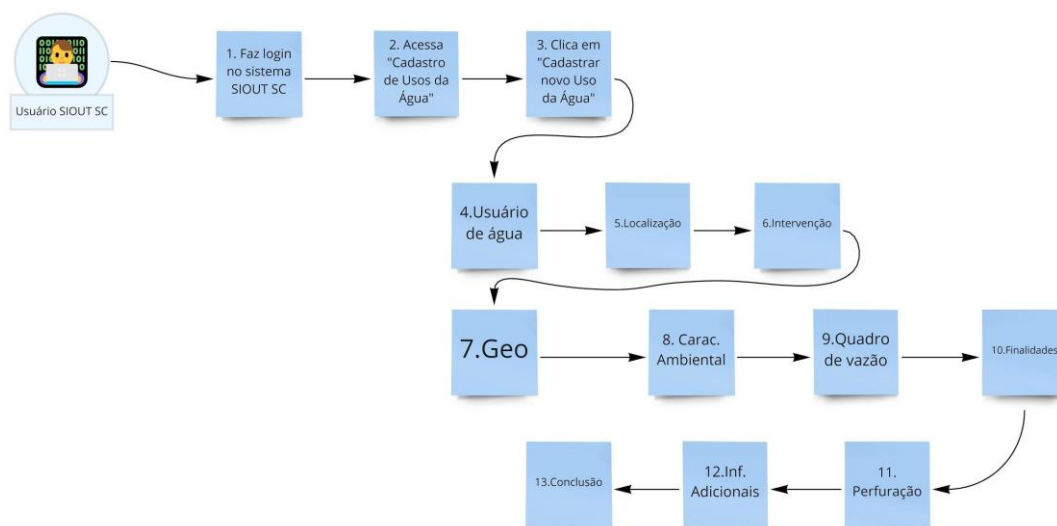 Usuário SIOUT SC
1. Faz login
no sistema
SIOUT SC
2. Acessa
"Cadastro
de Usos da
Água"
3. Clica em
"Cadastrar
novo Uso
da Água"
4.Usuário
de água
5.Localização
6.Intervenção
7.Geo
8. Carac.
Ambiental
9.Quadro
de vazão
10.Finalidades
11.
Perfuração
12.Inf.
Adicionais
13.Conclusão